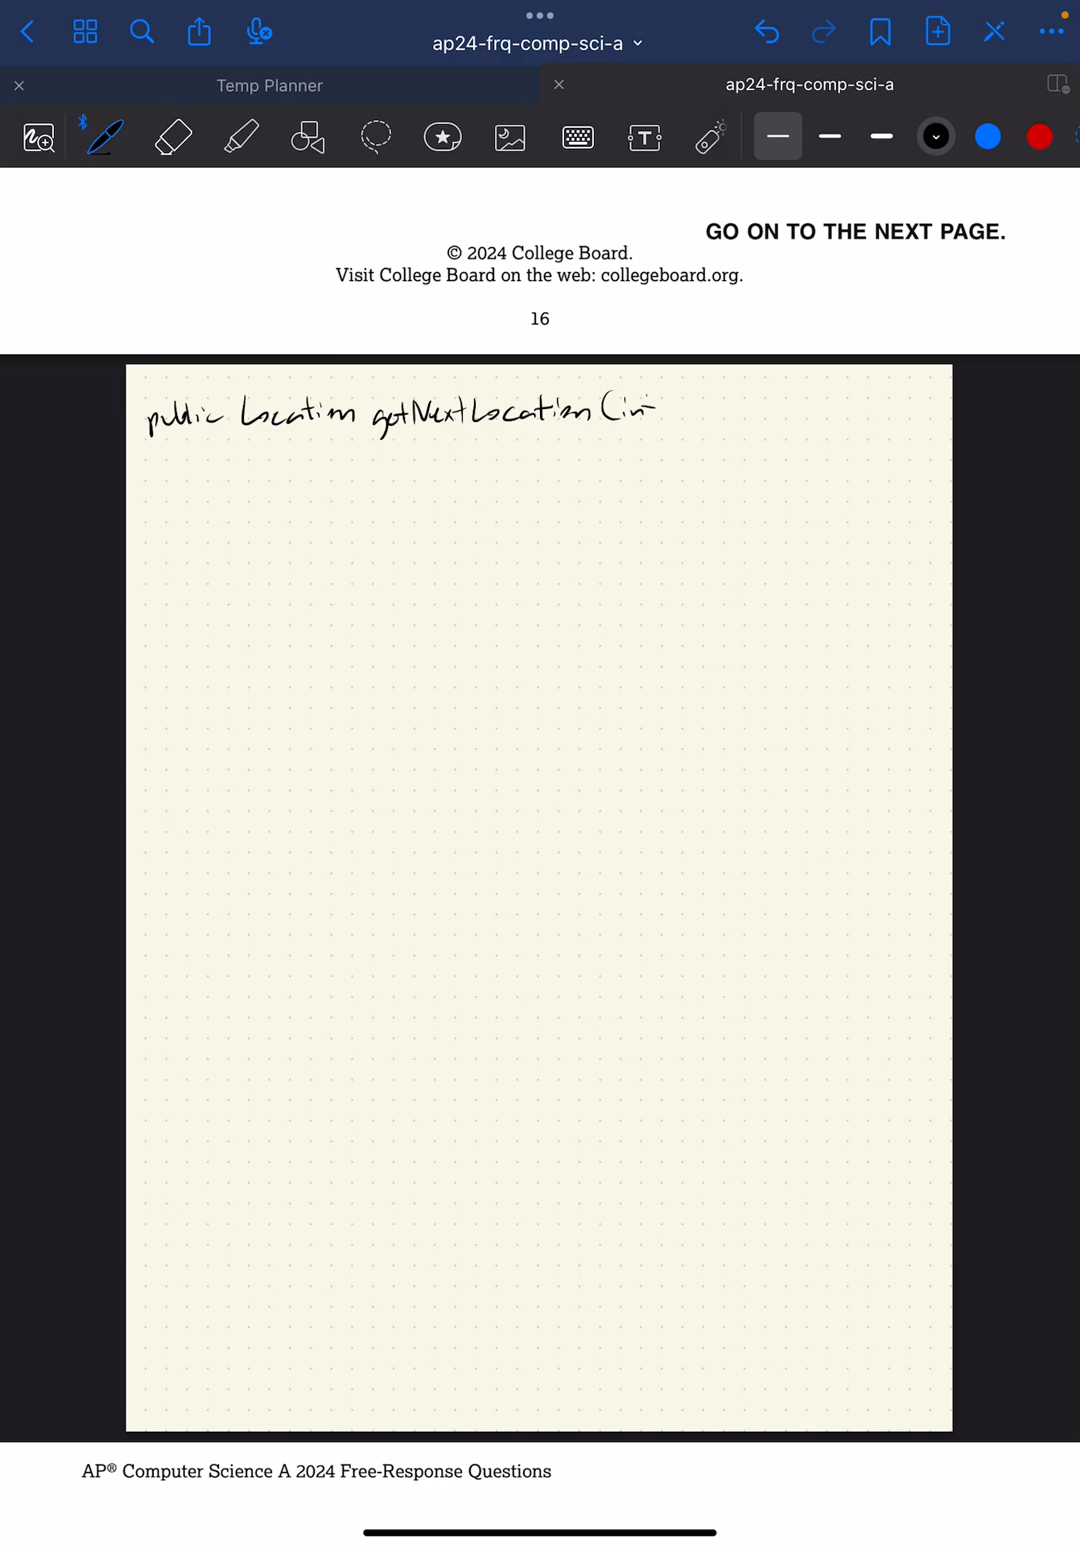 ap24-frq-comp-sci-a
Temp Planner
ap24-frq-comp-sci-a
T
GO ON TO THE NEXT PAGE.
© 2024 College Board.
Visit College Board on the web: collegeboard.org.
16
public Location getNextLocation (int
AP® Computer Science A 2024 Free-Response Questions